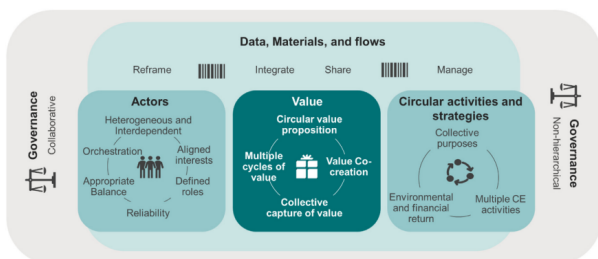 Data, Materials, and flows
Reframe
Integrate
Share
Manage
Governance
Collaborative
Actors
Heterogeneous and
Interdependent
Orchestration
Aligned
interests
Appropriate
Balance
Defined
roles
Reliability
Value
Circular value
proposition
Multiple
cycles of
value
Value Co-
creation
Collective
capture of value
Circular activities and
strategies
Collective
purposes
Environmental
and financial
return
Multiple CE
activities
Governance
Non-hierarchical